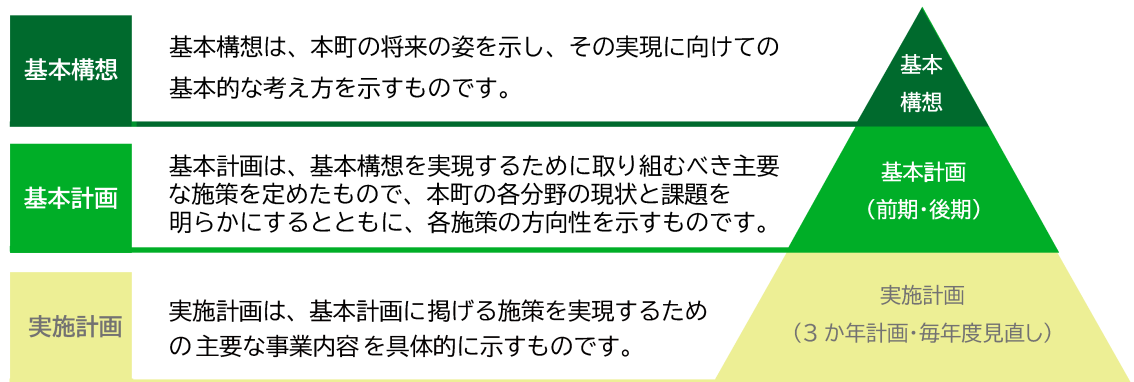 基本構想
基本構想は、本町の将来の姿を示し、その実現に向けての
基本的な考え方を示すものです。
基本
構想
基本計画
基本計画は、基本構想を実現するために取り組むべき主要
な施策を定めたもので、本町の各分野の現状と課題を
明らかにするとともに、各施策の方向性を示すものです。
基本計画
（前期・後期）
実施計画
実施計画は、基本計画に掲げる施策を実現するため
の主要な事業内容を具体的に示すものです。
実施計画
（３か年計画・毎年度見直し）